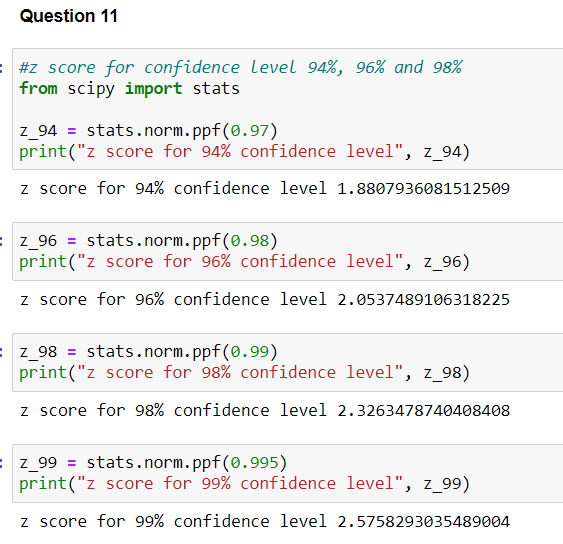 Question 11
#z score for confidence level 94%, 96% and 98%
from scipy import stats
z_94 = stats.norm.ppf(0.97)
print("z score for 94% confidence level", z_94)
z score for 94% confidence level 1.8807936081512509
z_96 = stats.norm.ppf(0.98)
print("z score for 96% confidence level", z_96)
z score for 96% confidence level 2.0537489106318225
z_98 = stats.norm.ppf(0.99)
print("z score for 98% confidence level", z_98)
z score for 98% confidence level 2.3263478740408408
z_99 = stats.norm.ppf(0.995)
print("z score for 99% confidence level", z_99)
z score for 99% confidence level 2.5758293035489004